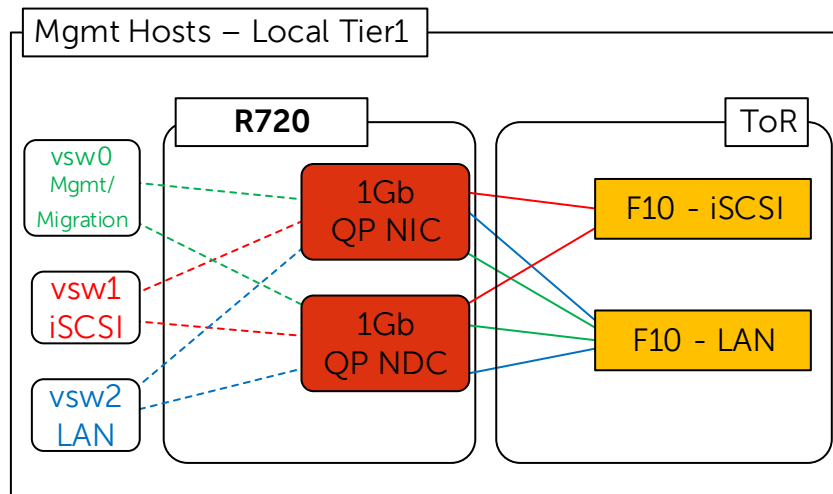 Mgmt Hosts – Local Tier1
R720
ToR
vsw0
Mgmt/
Migration
1Gb
QP NIC
F10 - iSCSI
vsw1
iSCSI
1Gb
QP NDC
F10 - LAN
vsw2
LAN